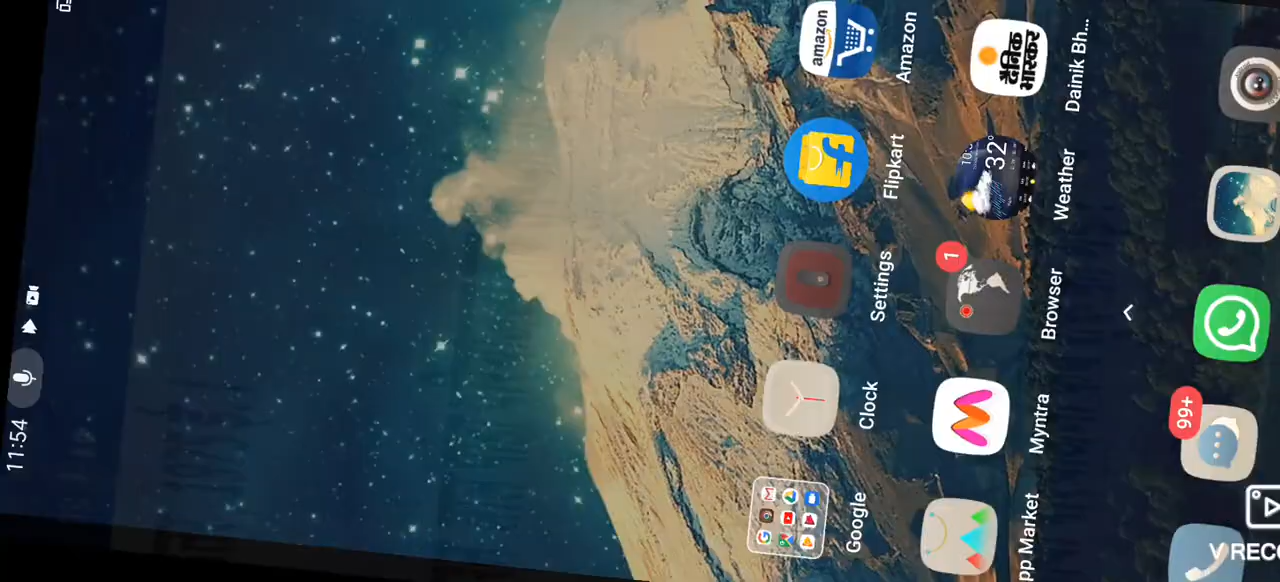 11:54
Google
Clock
Settings
Flipkart
amazon
Amazon
pp Market
Myntra
1
Browser
32°
Weather
दैनिक
भास्कर
Dainik Bh...
99+
V RECO